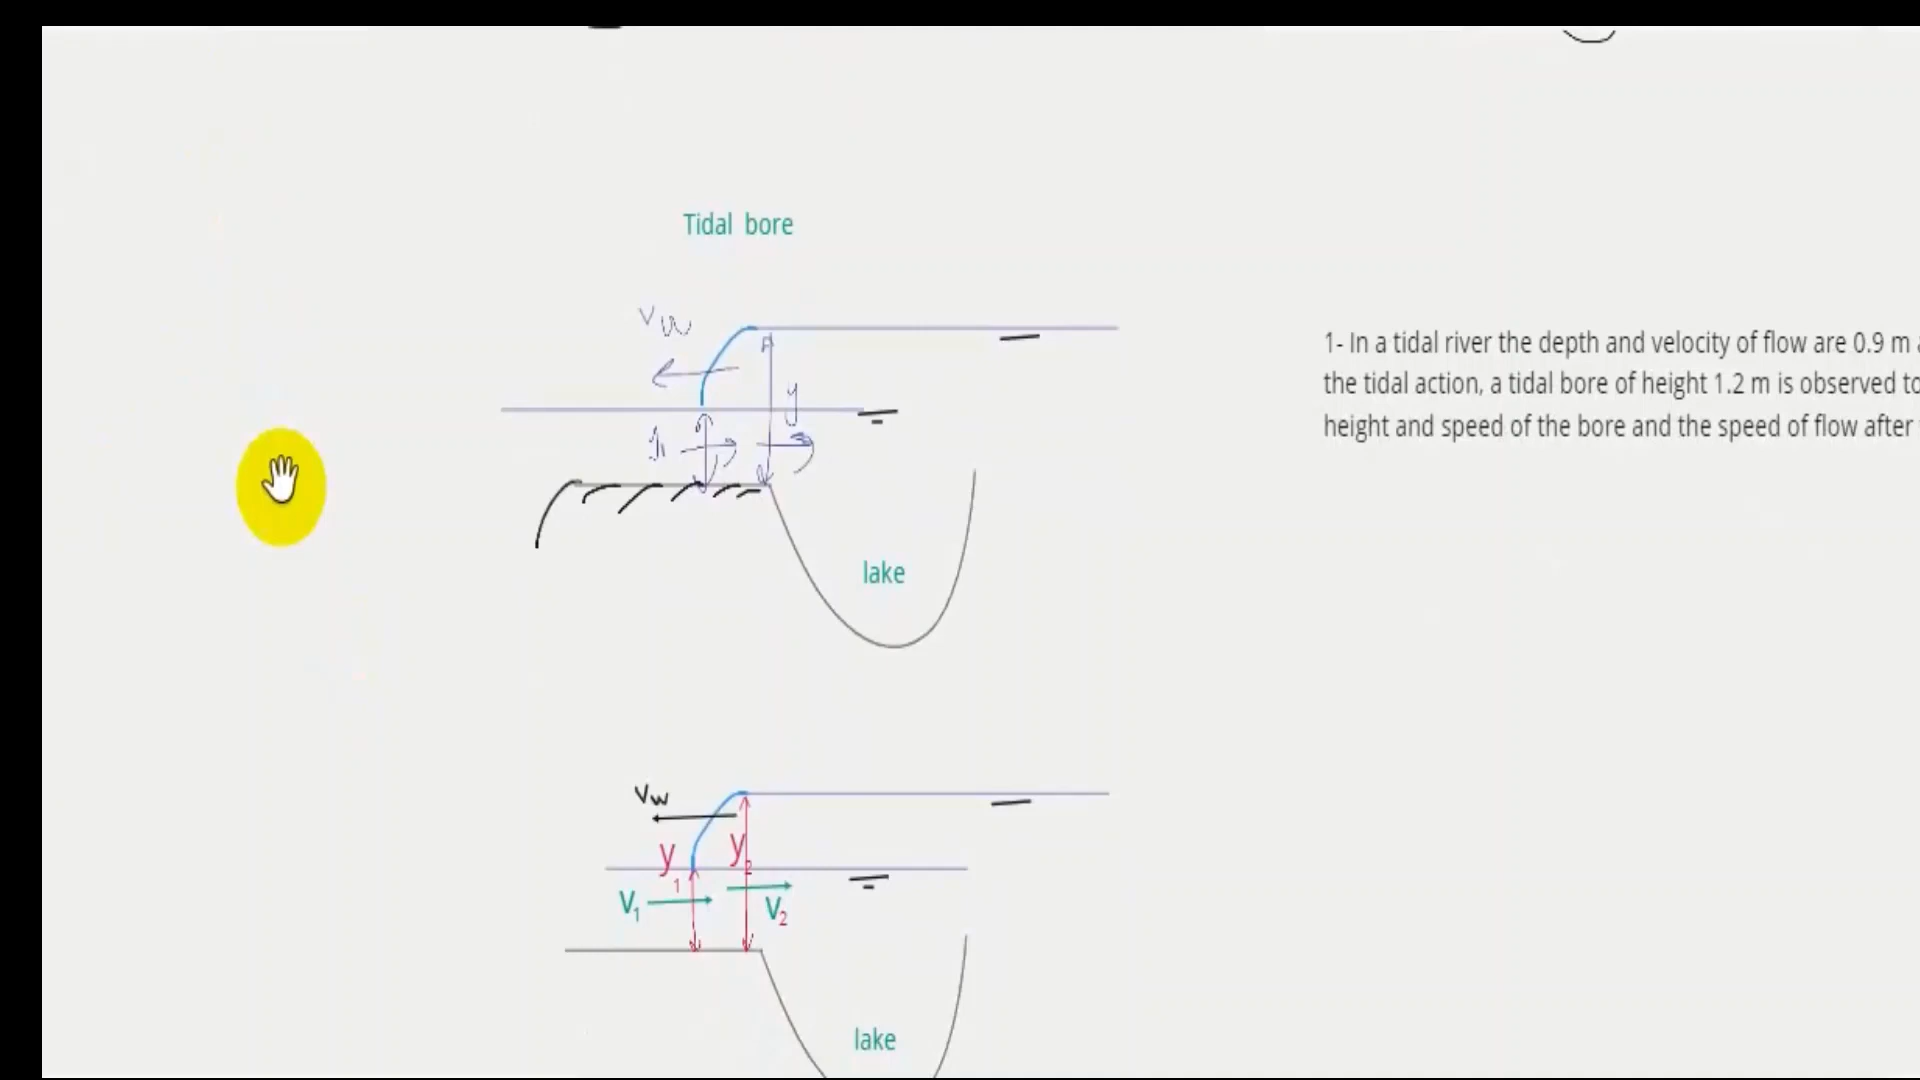 Tidal bore
Vw
y
y1
lake
1- In a tidal river the depth and velocity of flow are 0.9 m
the tidal action, a tidal bore of height 1.2 m is observed to
height and speed of the bore and the speed of flow after
Vw
y1
y2
V1
V2
lake